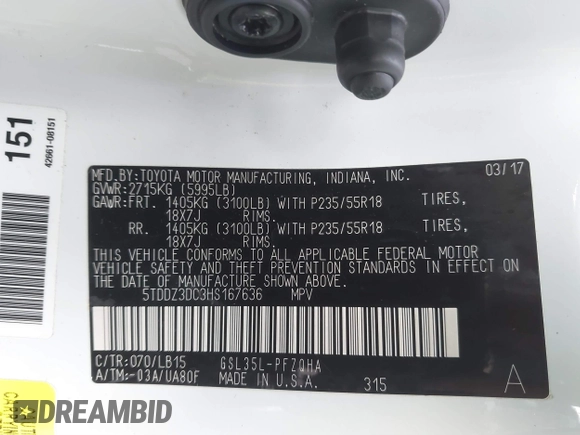 151
42661-08151
MFD.BY:TOYOTA MOTOR MANUFACTURING, INDIANA, INC. 03/17
GVWR:2715KG (5995LB)
GAWR:FRT. 1405KG (3100LB) WITH P235/55R18 TIRES,
18X7J RIMS.
RR. 1405KG (3100LB) WITH P235/55R18 TIRES,
18X7J RIMS.
THIS VEHICLE CONFORMS TO ALL APPLICABLE FEDERAL MOTOR
VEHICLE SAFETY AND THEFT PREVENTION STANDARDS IN EFFECT ON
THE DATE OF MANUFACTURE SHOWN ABOVE.
5TDDZ3DC3HS167636 MPV
C/TR:070/LB15 GSL35L-PFZQHA
A/TM:-03A/UA80F MADE IN U.S.A. 315 A
DREAMBID